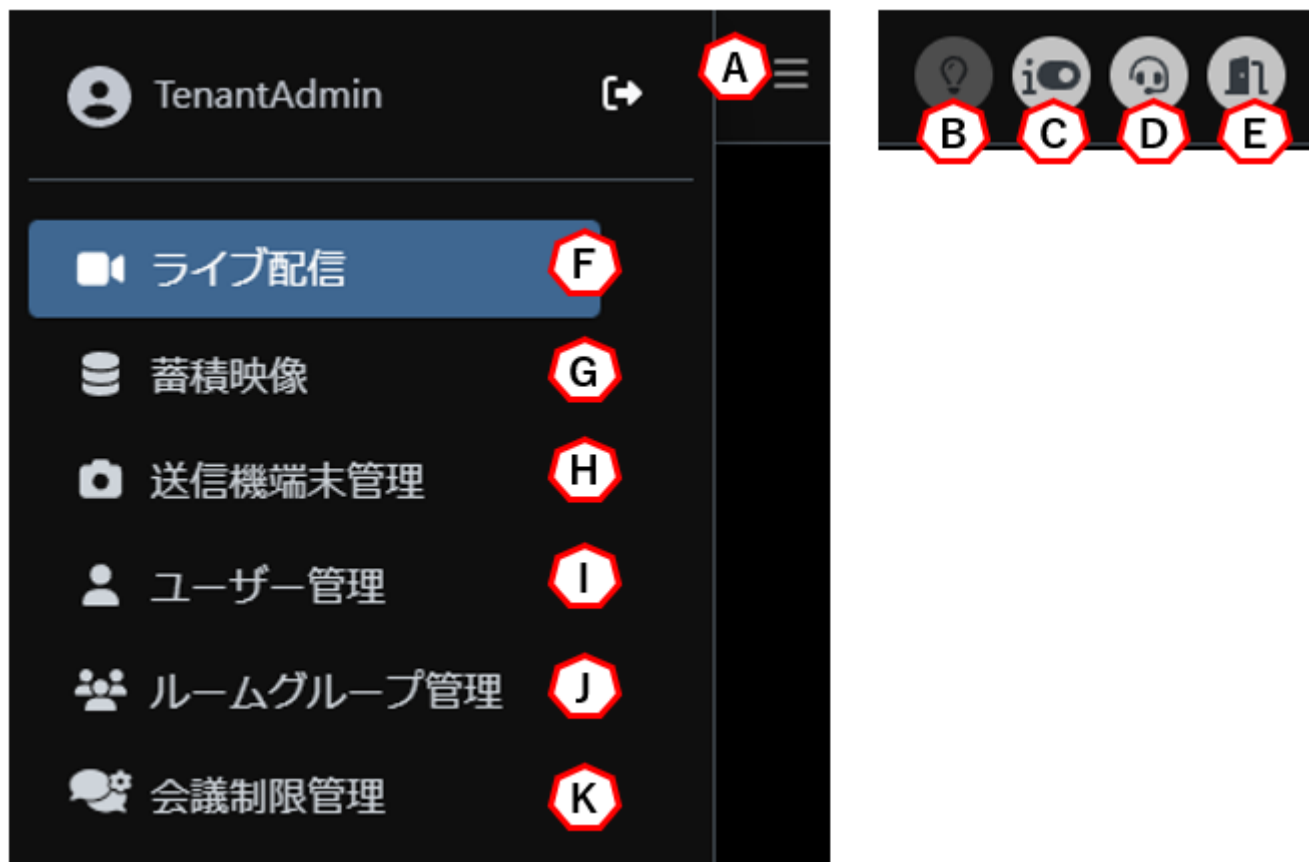 TenantAdmin
A
B
C
D
E
ライブ配信 F
蓄積映像 G
送信機端末管理 H
ユーザー管理 I
ルームグループ管理 J
会議制限管理 K